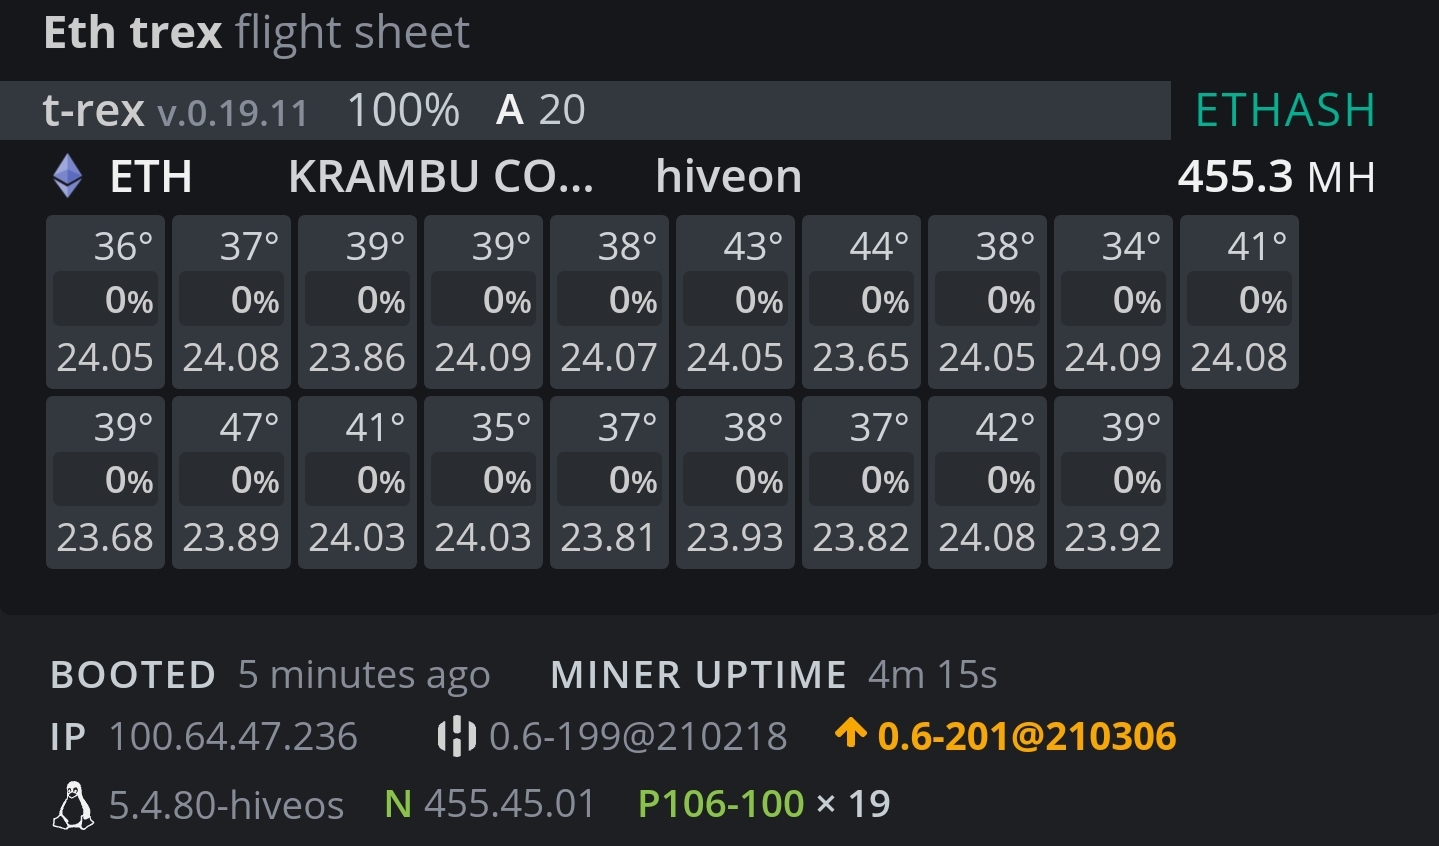 Eth trex flight sheet
t-rex v.0.19.11 100% A 20 ETHASH
ETH KRAMBU CO... hiveon 455.3 MH
36° 37° 39° 39° 38° 43° 44° 38° 34° 41°
0% 0% 0% 0% 0% 0% 0% 0% 0% 0%
24.05 24.08 23.86 24.09 24.07 24.05 23.65 24.05 24.09 24.08
39° 47° 41° 35° 37° 38° 37° 42° 39°
0% 0% 0% 0% 0% 0% 0% 0% 0%
23.68 23.89 24.03 24.03 23.81 23.93 23.82 24.08 23.92
BOOTED 5 minutes ago MINER UPTIME 4m 15s
IP 100.64.47.236 0.6-199@210218 0.6-201@210306
5.4.80-hiveos N 455.45.01 P106-100 × 19